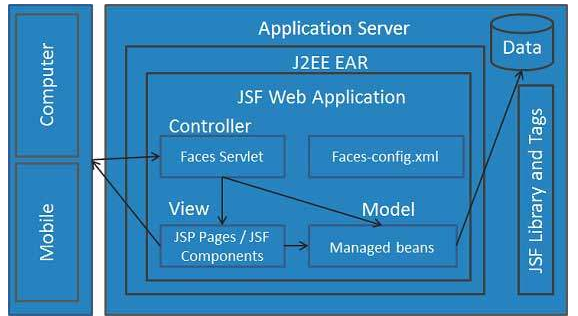 Computer
Mobile
Application Server
Data
J2EE EAR
JSF Web Application
Controller
Faces Servlet
Faces-config.xml
View
Model
JSP Pages / JSF
Components
Managed beans
JSF Library and Tags